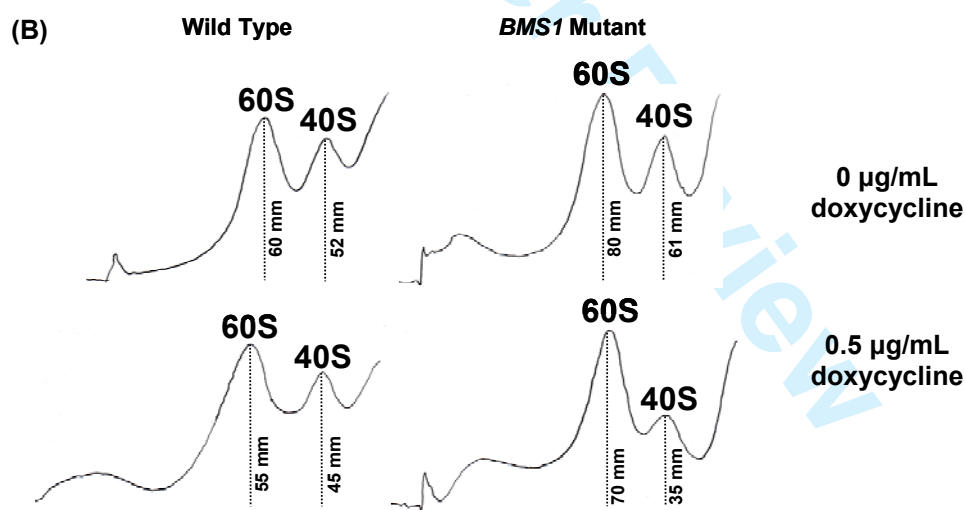 (B)
Wild Type
BMS1 Mutant
60S
40S
60 mm
52 mm
60S
40S
80 mm
61 mm
0 µg/mL
doxycycline
60S
40S
55 mm
45 mm
60S
40S
70 mm
35 mm
0.5 µg/mL
doxycycline
view